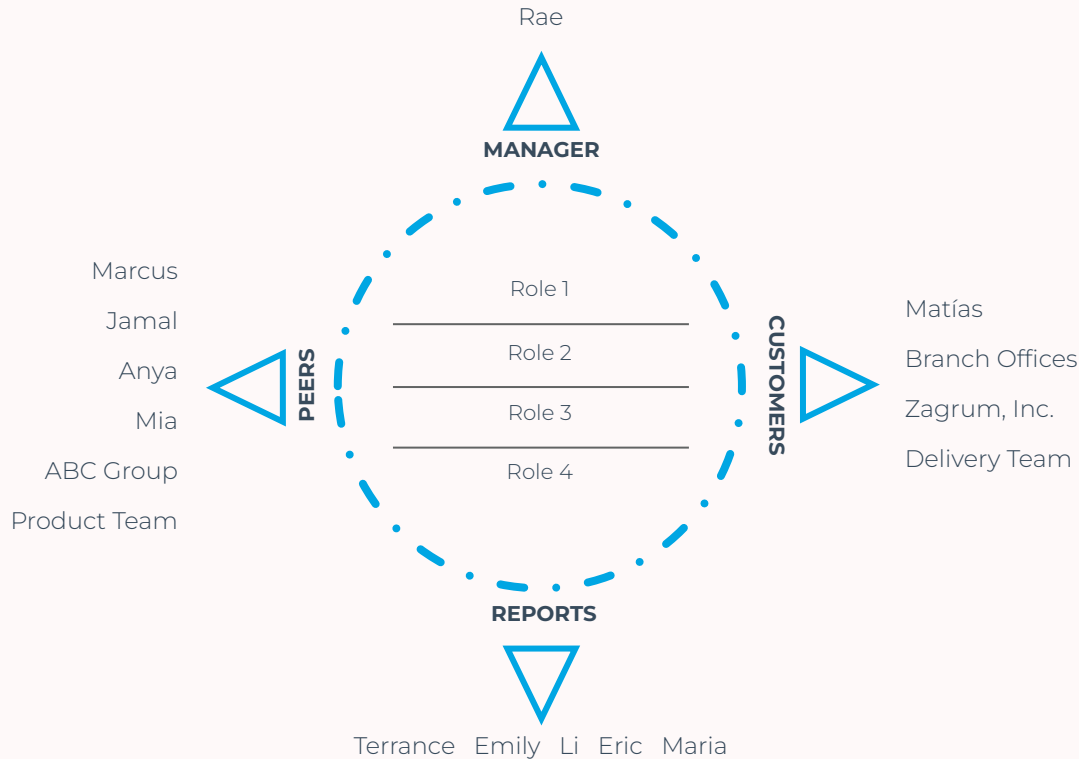 Rae
MANAGER
Marcus
Jamal
Anya
Mia
ABC Group
Product Team
PEERS
Role 1
Role 2
Role 3
Role 4
CUSTOMERS
Matías
Branch Offices
Zagrum, Inc.
Delivery Team
REPORTS
Terrance Emily Li Eric Maria